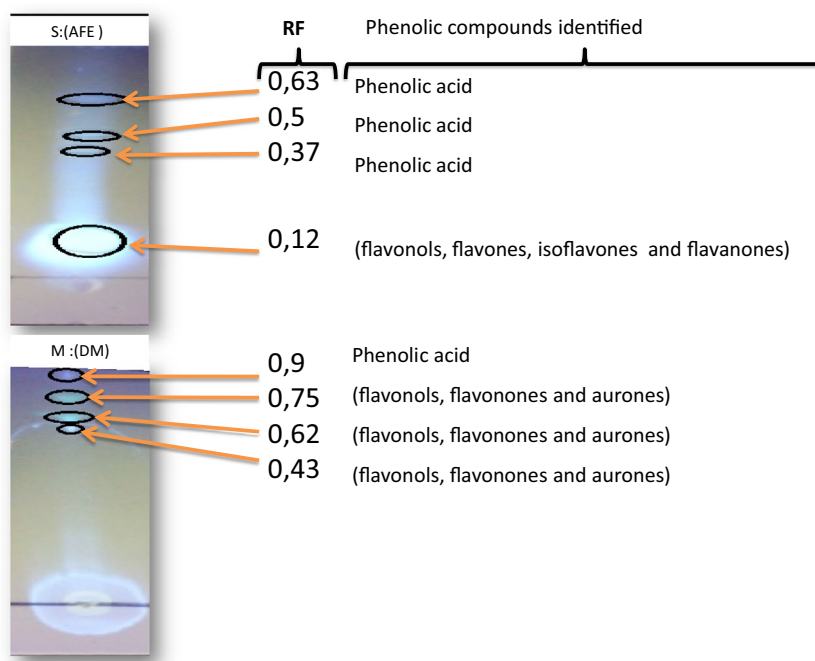 S:(AFE )
RF
Phenolic compounds identified
0,63 Phenolic acid
0,5 Phenolic acid
0,37 Phenolic acid
0,12 (flavonols, flavones, isoflavones and flavanones)
M :(DM)
0,9 Phenolic acid
0,75 (flavonols, flavonones and aurones)
0,62 (flavonols, flavonones and aurones)
0,43 (flavonols, flavonones and aurones)